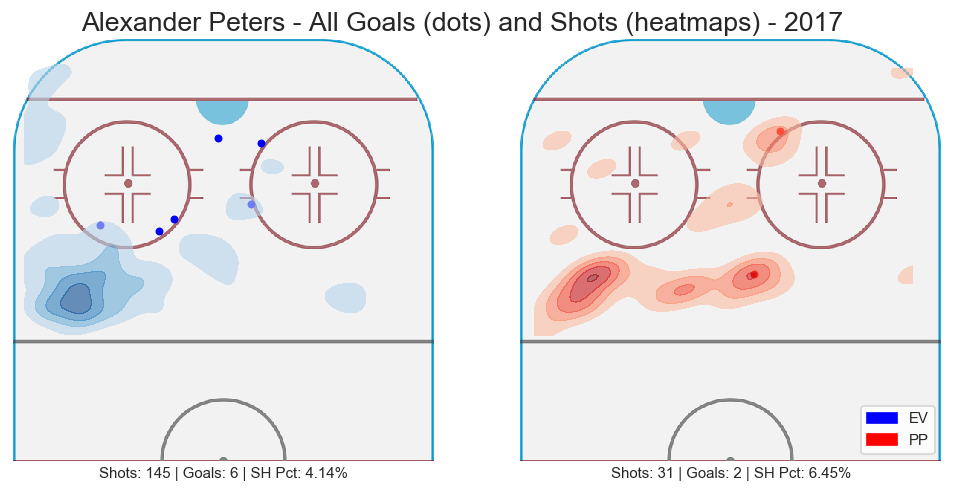 Alexander Peters - All Goals (dots) and Shots (heatmaps) - 2017
EV
PP
Shots: 145 | Goals: 6 | SH Pct: 4.14%
Shots: 31 | Goals: 2 | SH Pct: 6.45%